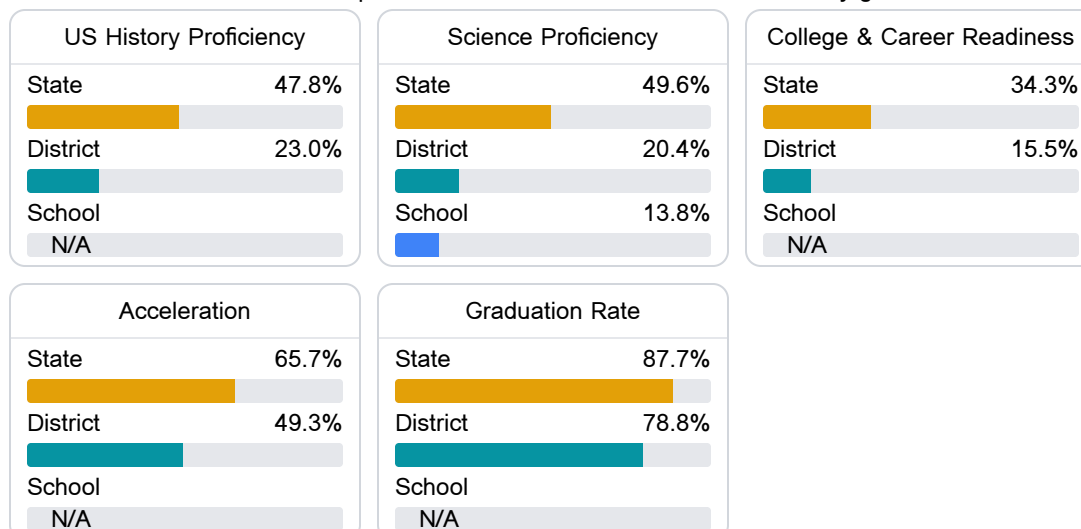 US History Proficiency
State 47.8%
District 23.0%
School
N/A
Science Proficiency
State 49.6%
District 20.4%
School 13.8%
College & Career Readiness
State 34.3%
District 15.5%
School
N/A
Acceleration
State 65.7%
District 49.3%
School
N/A
Graduation Rate
State 87.7%
District 78.8%
School
N/A